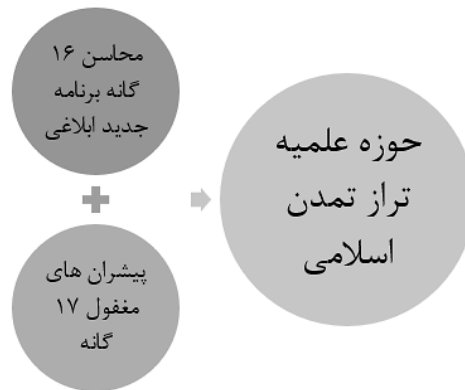 محاسن ۱۶
گانه برنامه
جدید ابلاغی
پیشران های
مغفول ۱۷
گانه
حوزه علمیه
تراز تمدن
اسلامی